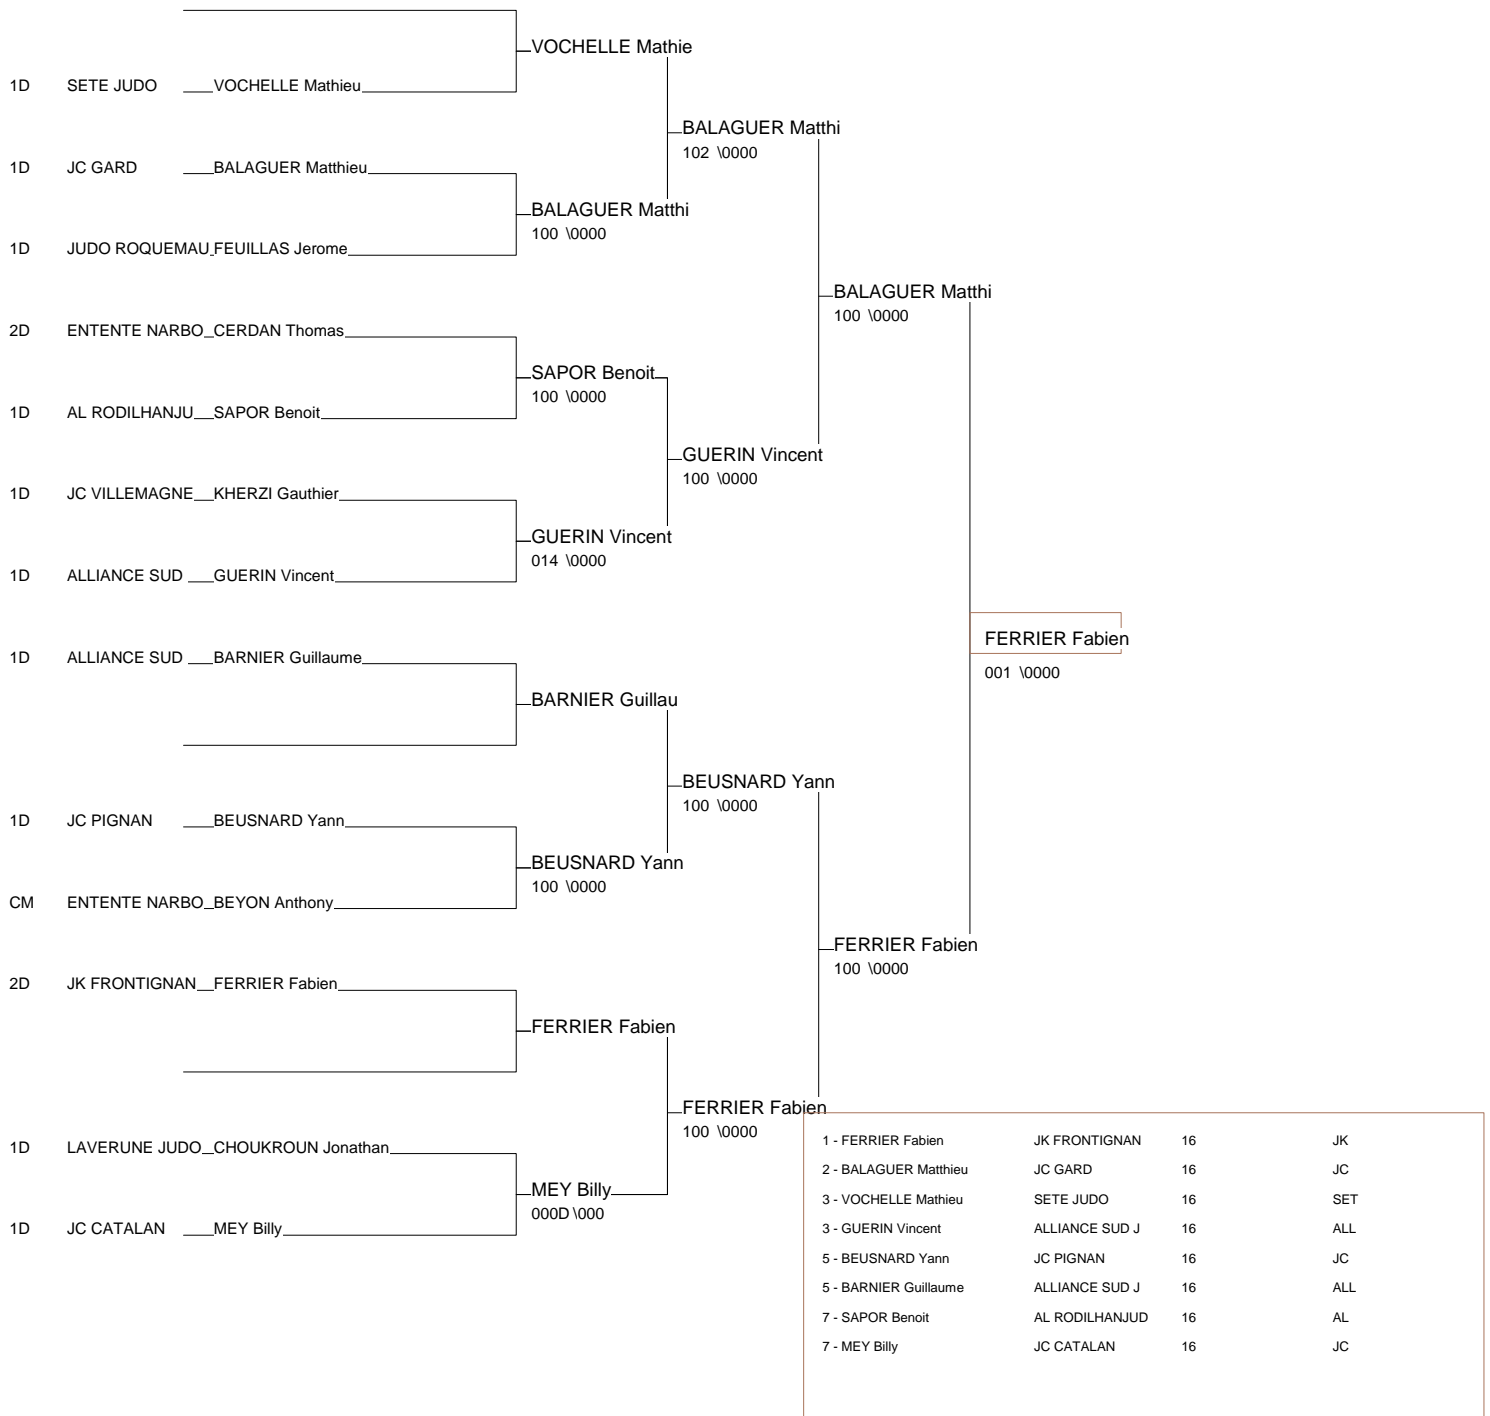 VOCHELLE Mathie
1D SETE JUDO VOCHELLE Mathieu
BALAGUER Matthi
102 \0000
1D JC GARD BALAGUER Matthieu
BALAGUER Matthi
100 \0000
1D JUDO ROQUEMAU FEUILLAS Jerome
BALAGUER Matthi
100 \0000
2D ENTENTE NARBO CERDAN Thomas
SAPOR Benoit
100 \0000
1D AL RODILHANJU SAPOR Benoit
GUERIN Vincent
100 \0000
1D JC VILLEMAGNE KHERZI Gauthier
GUERIN Vincent
014 \0000
1D ALLIANCE SUD GUERIN Vincent
FERRIER Fabien
001 \0000
1D ALLIANCE SUD BARNIER Guillaume
BARNIER Guillau
BEUSNARD Yann
100 \0000
1D JC PIGNAN BEUSNARD Yann
BEUSNARD Yann
100 \0000
CM ENTENTE NARBO BEYON Anthony
FERRIER Fabien
100 \0000
2D JK FRONTIGNAN FERRIER Fabien
FERRIER Fabien
FERRIER Fabien
100 \0000
1D LAVERUNE JUDO CHOUKROUN Jonathan
MEY Billy
000D \000
1D JC CATALAN MEY Billy
1 - FERRIER Fabien JK FRONTIGNAN 16 JK
2 - BALAGUER Matthieu JC GARD 16 JC
3 - VOCHELLE Mathieu SETE JUDO 16 SET
3 - GUERIN Vincent ALLIANCE SUD J 16 ALL
5 - BEUSNARD Yann JC PIGNAN 16 JC
5 - BARNIER Guillaume ALLIANCE SUD J 16 ALL
7 - SAPOR Benoit AL RODILHANJUD 16 AL
7 - MEY Billy JC CATALAN 16 JC